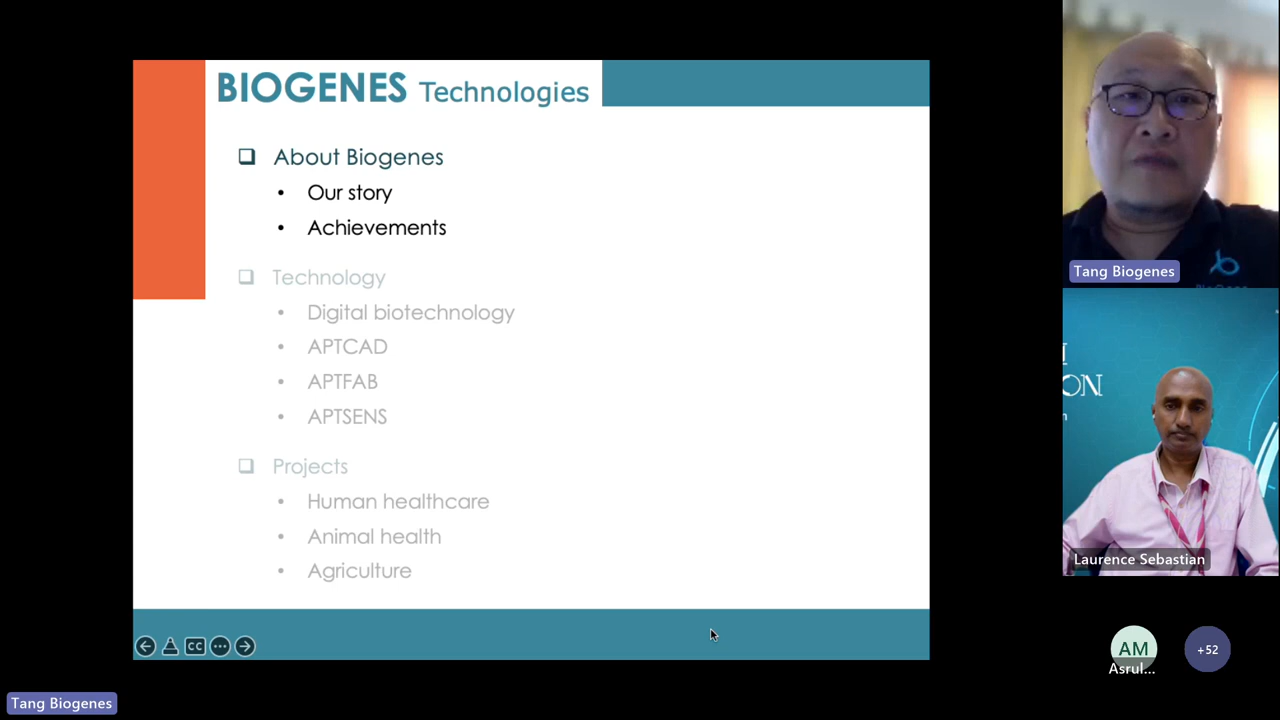 BIOGENES Technologies
About Biogenes
Our story
Achievements
Technology
Digital biotechnology
APTCAD
APTFAB
APTSENS
Projects
Human healthcare
Animal health
Agriculture
CC
Tang Biogenes
Tang Biogenes
ON
Laurence Sebastian
AM
Asrul...
+52